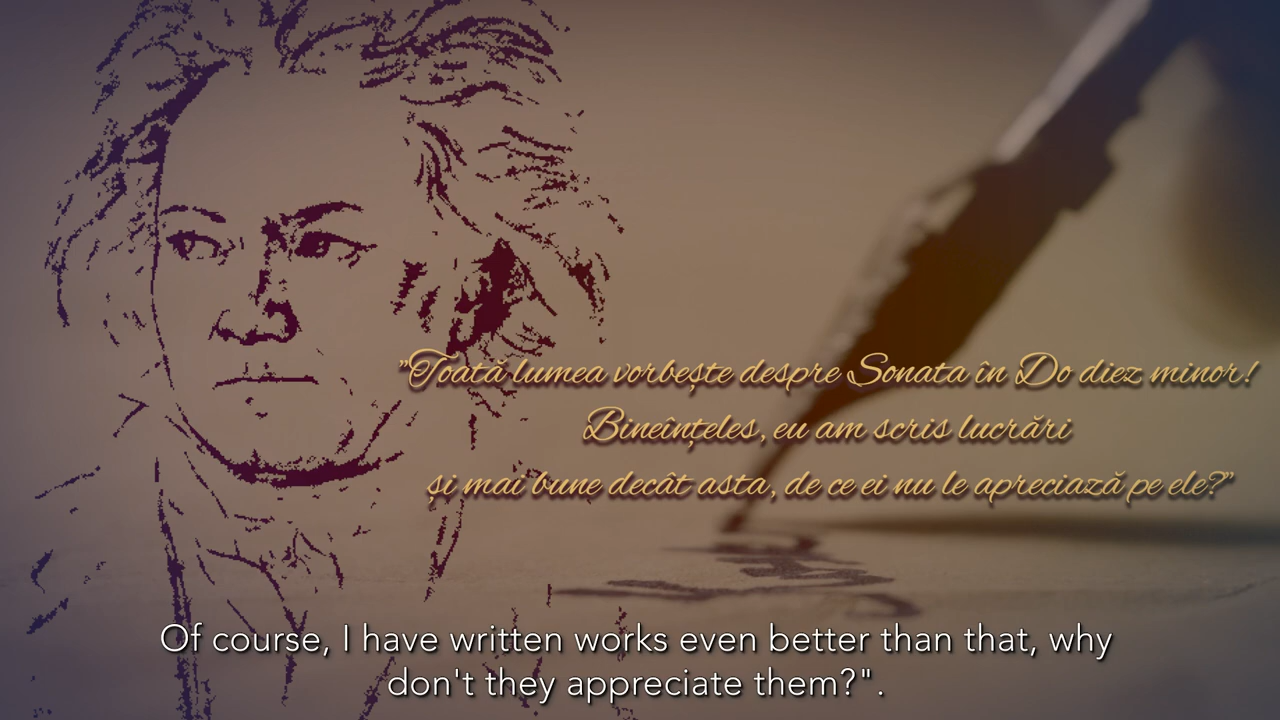 ”Toată lumea vorbește despre Sonata în Do diez minor!
Bineînțeles, eu am scris lucrări
și mai bune decât asta, de ce ei nu le apreciază pe ele?”
Of course, I have written works even better than that, why
don't they appreciate them?".